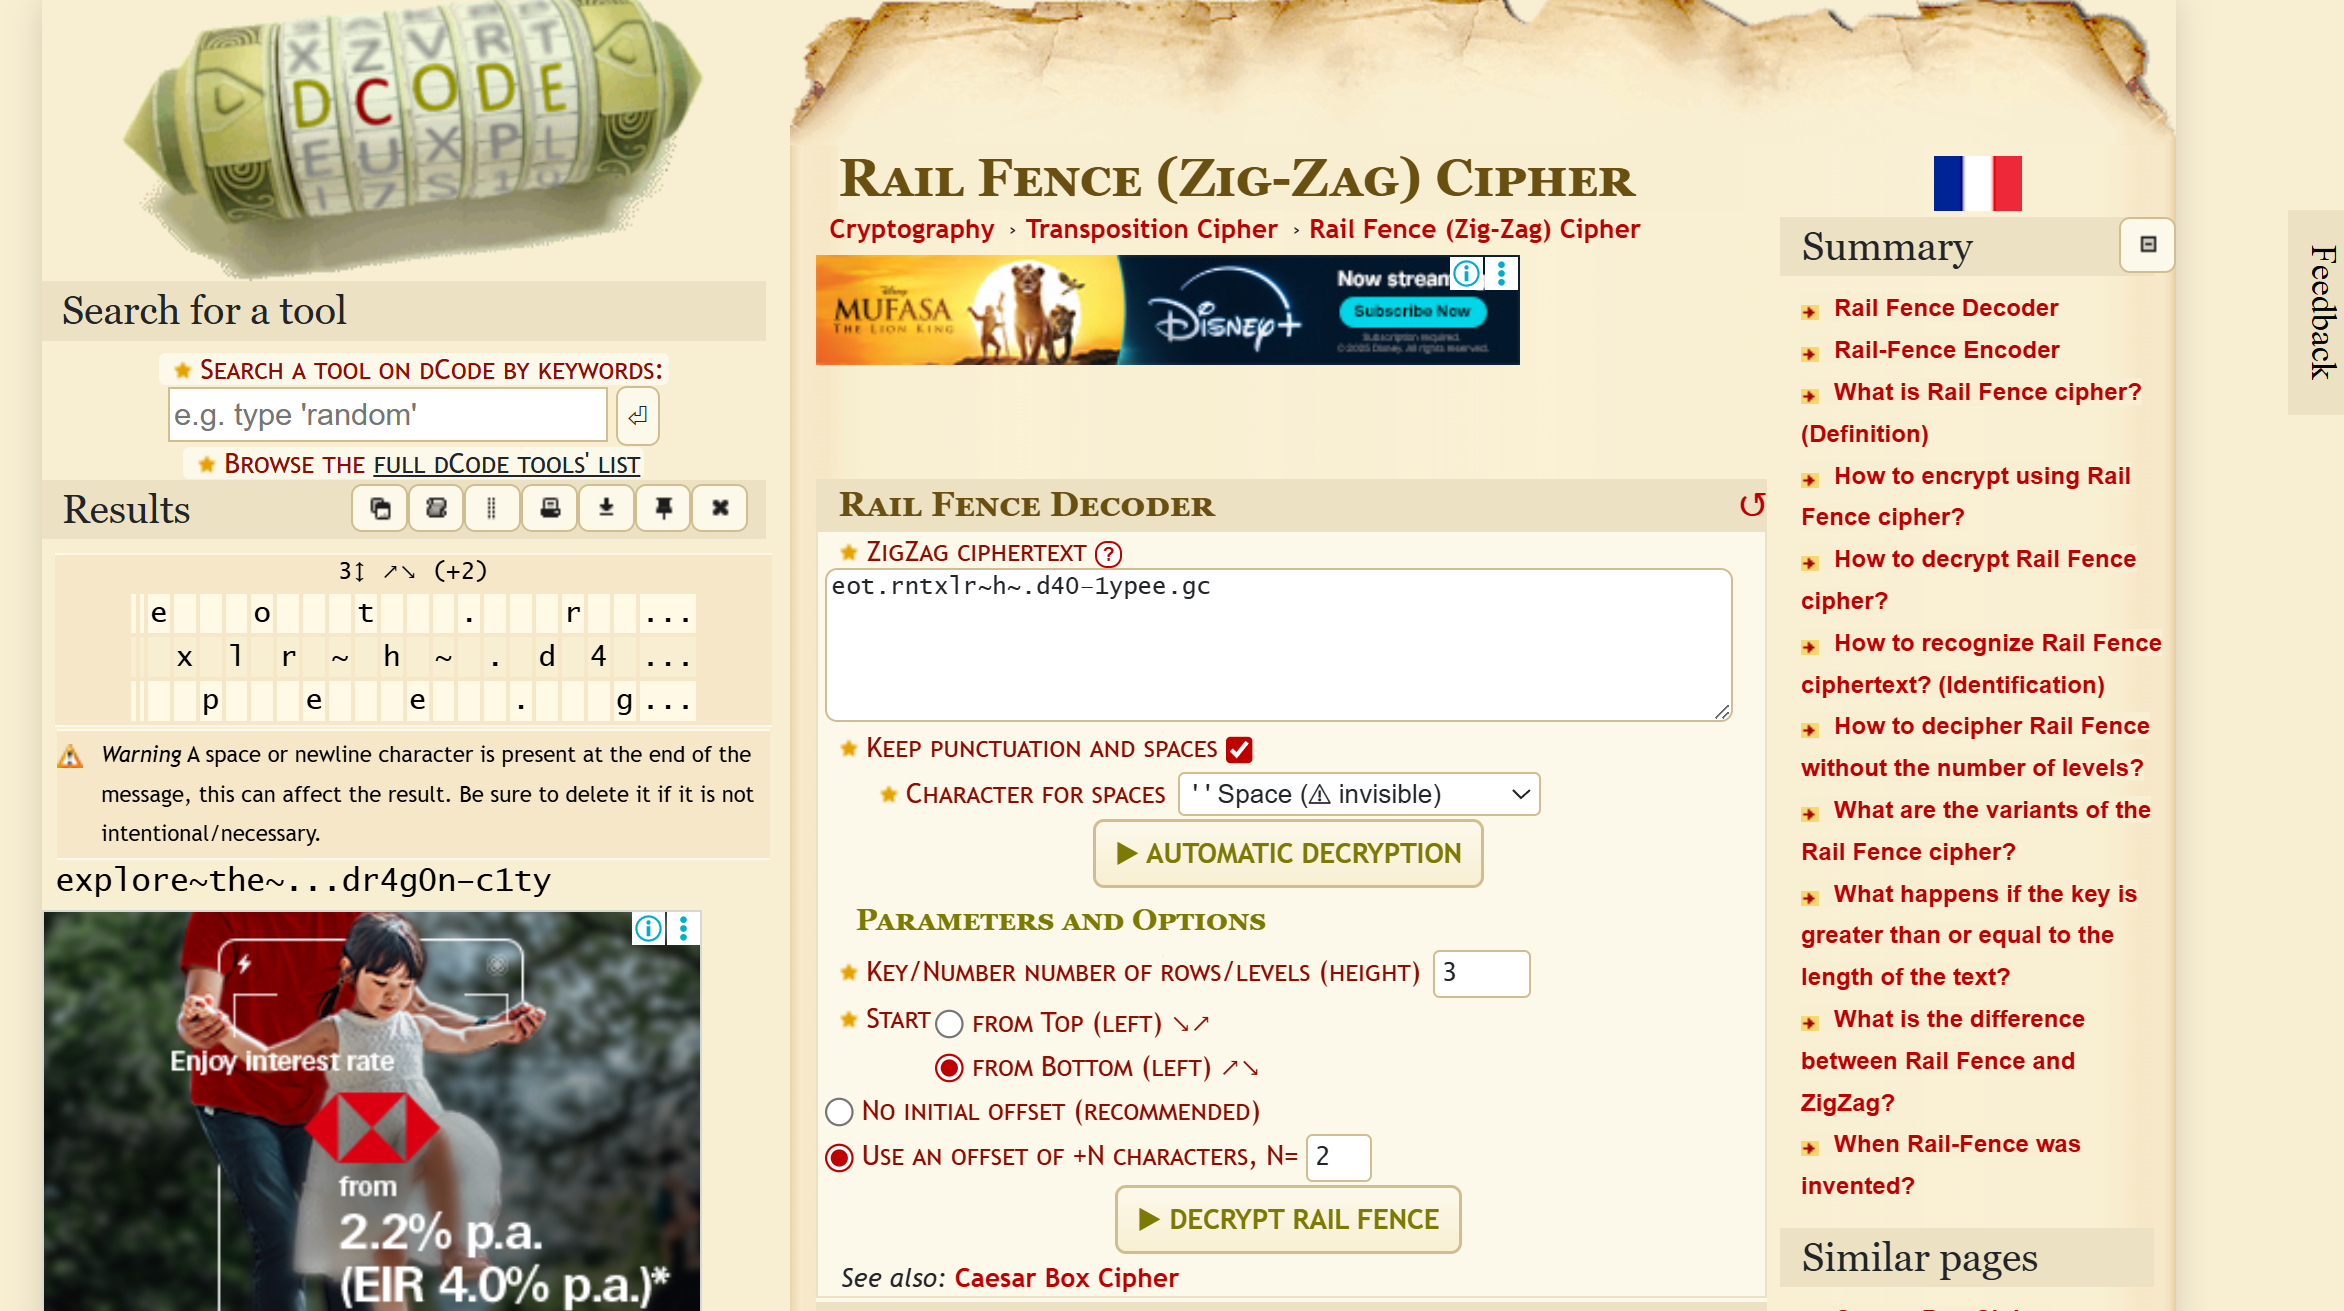 X Z V R T
D C O D E
E U X P L
Search for a tool
★ SEARCH A TOOL ON DCODE BY KEYWORDS:
e.g. type 'random'
★ BROWSE THE FULL DCODE TOOLS' LIST
Results
3↕ ↗↘ (+2)
e o t . r ...
x l r ~ h ~ . d 4 ...
p e e . g...
Warning A space or newline character is present at the end of the
message, this can affect the result. Be sure to delete it if it is not
intentional/necessary.
explore~the~...dr4g0n-c1ty
Enjoy interest rate
from
2.2% p.a.
(EIR 4.0% p.a.)*
RAIL FENCE (ZIG-ZAG) CIPHER
Cryptography › Transposition Cipher › Rail Fence (Zig-Zag) Cipher
Disney
MUFASA
THE LION KING
Disney+
Now stream
Subscribe Now
Subscription required.
©2025 Disney. All rights reserved.
RAIL FENCE DECODER
★ ZIGZAG CIPHERTEXT ?
eot.rntxlr~h~.d40-1ypee.gc
★ KEEP PUNCTUATION AND SPACES
★ CHARACTER FOR SPACES ' ' Space (⚠ invisible)
▶ AUTOMATIC DECRYPTION
PARAMETERS AND OPTIONS
★ KEY/NUMBER NUMBER OF ROWS/LEVELS (HEIGHT) 3
★ START FROM TOP (LEFT) ↘↗
FROM BOTTOM (LEFT) ↗↘
NO INITIAL OFFSET (RECOMMENDED)
USE AN OFFSET OF +N CHARACTERS, N= 2
▶ DECRYPT RAIL FENCE
See also: Caesar Box Cipher
Summary
Rail Fence Decoder
Rail-Fence Encoder
What is Rail Fence cipher?
(Definition)
How to encrypt using Rail
Fence cipher?
How to decrypt Rail Fence
cipher?
How to recognize Rail Fence
ciphertext? (Identification)
How to decipher Rail Fence
without the number of levels?
What are the variants of the
Rail Fence cipher?
What happens if the key is
greater than or equal to the
length of the text?
What is the difference
between Rail Fence and
ZigZag?
When Rail-Fence was
invented?
Similar pages
Feedback